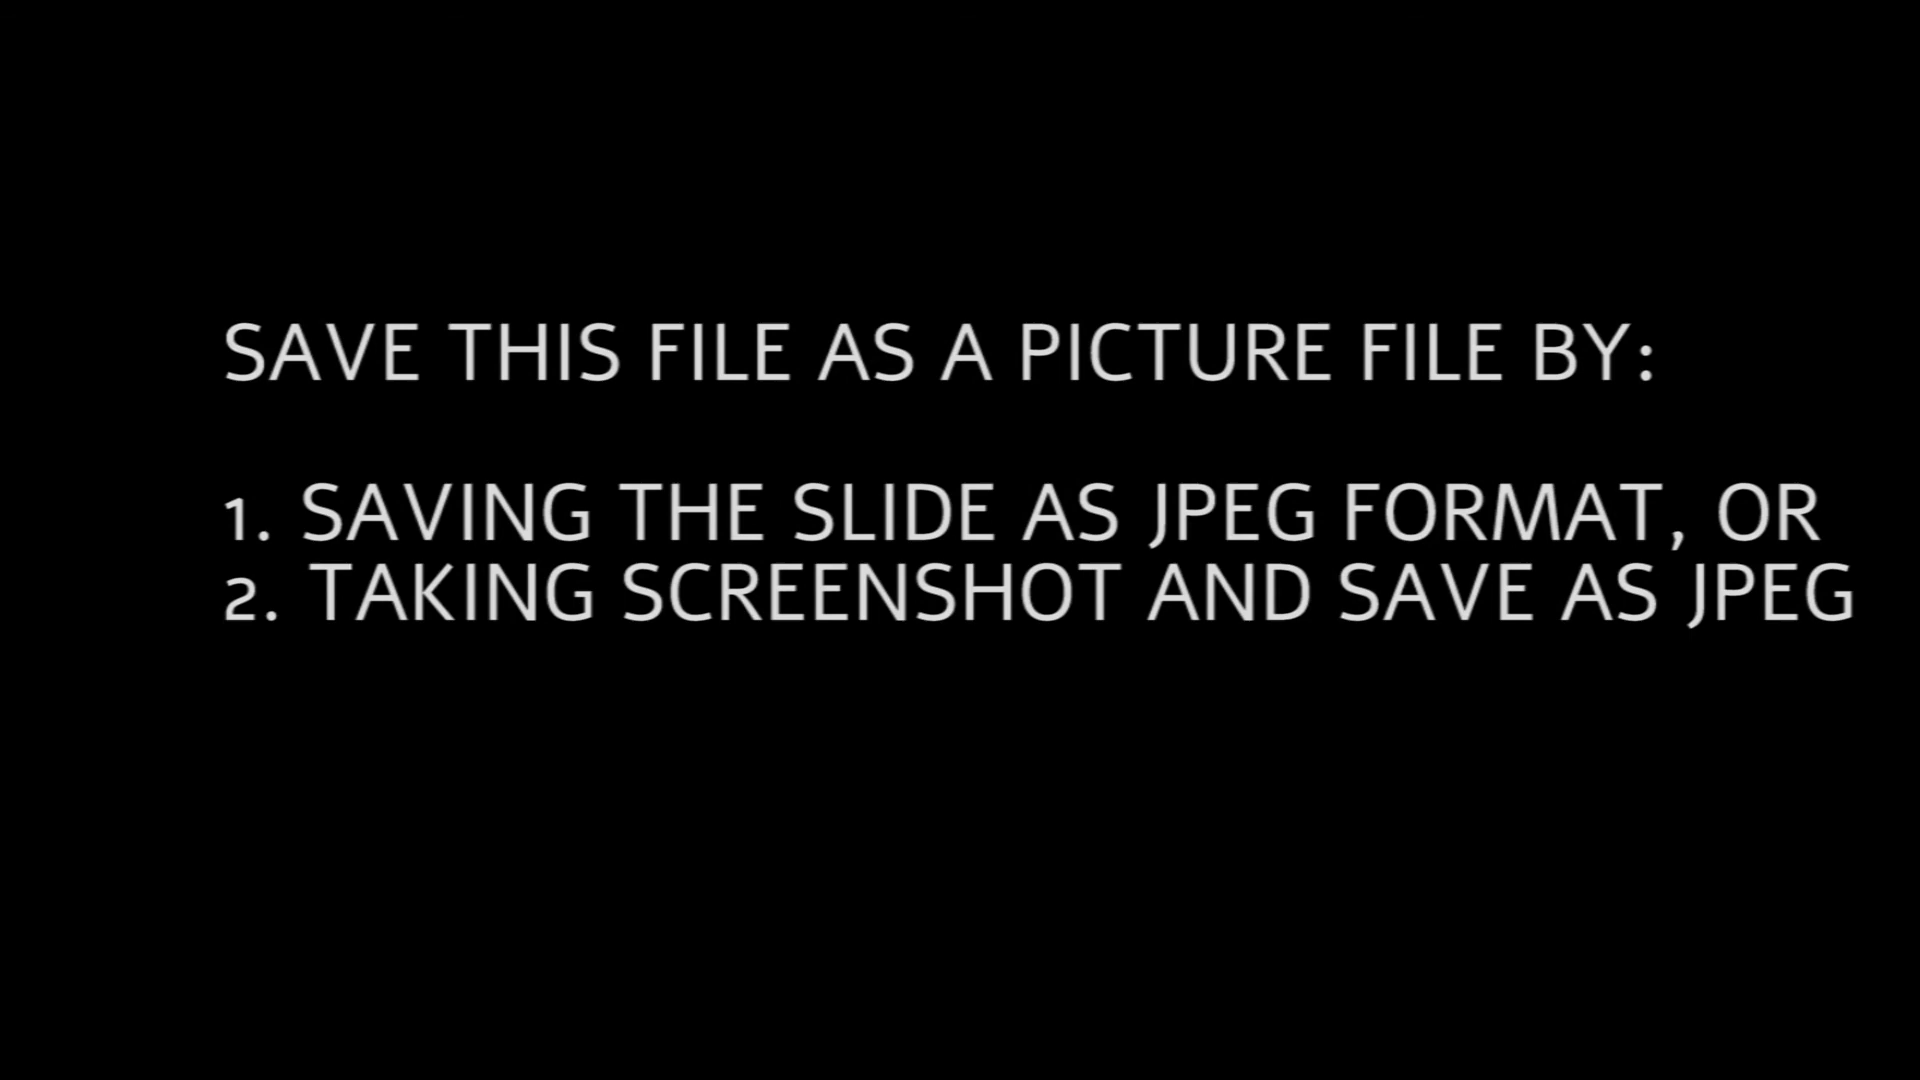 SAVE THIS FILE AS A PICTURE FILE BY:
1. SAVING THE SLIDE AS JPEG FORMAT, OR
2. TAKING SCREENSHOT AND SAVE AS JPEG